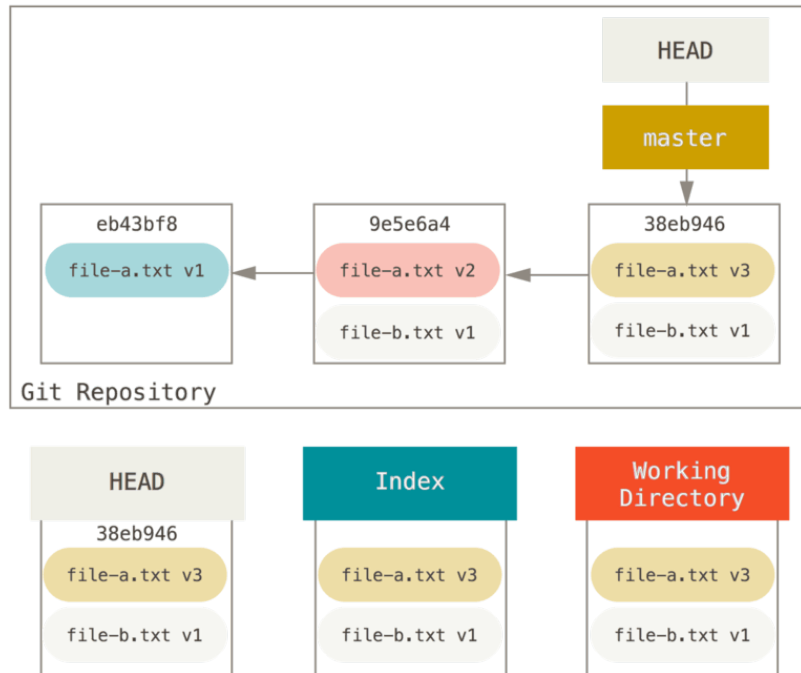 HEAD
master
eb43bf8
9e5e6a4
38eb946
file-a.txt v1
file-a.txt v2
file-a.txt v3
file-b.txt v1
file-b.txt v1
Git Repository
HEAD
Index
Working
Directory
38eb946
file-a.txt v3
file-a.txt v3
file-a.txt v3
file-b.txt v1
file-b.txt v1
file-b.txt v1